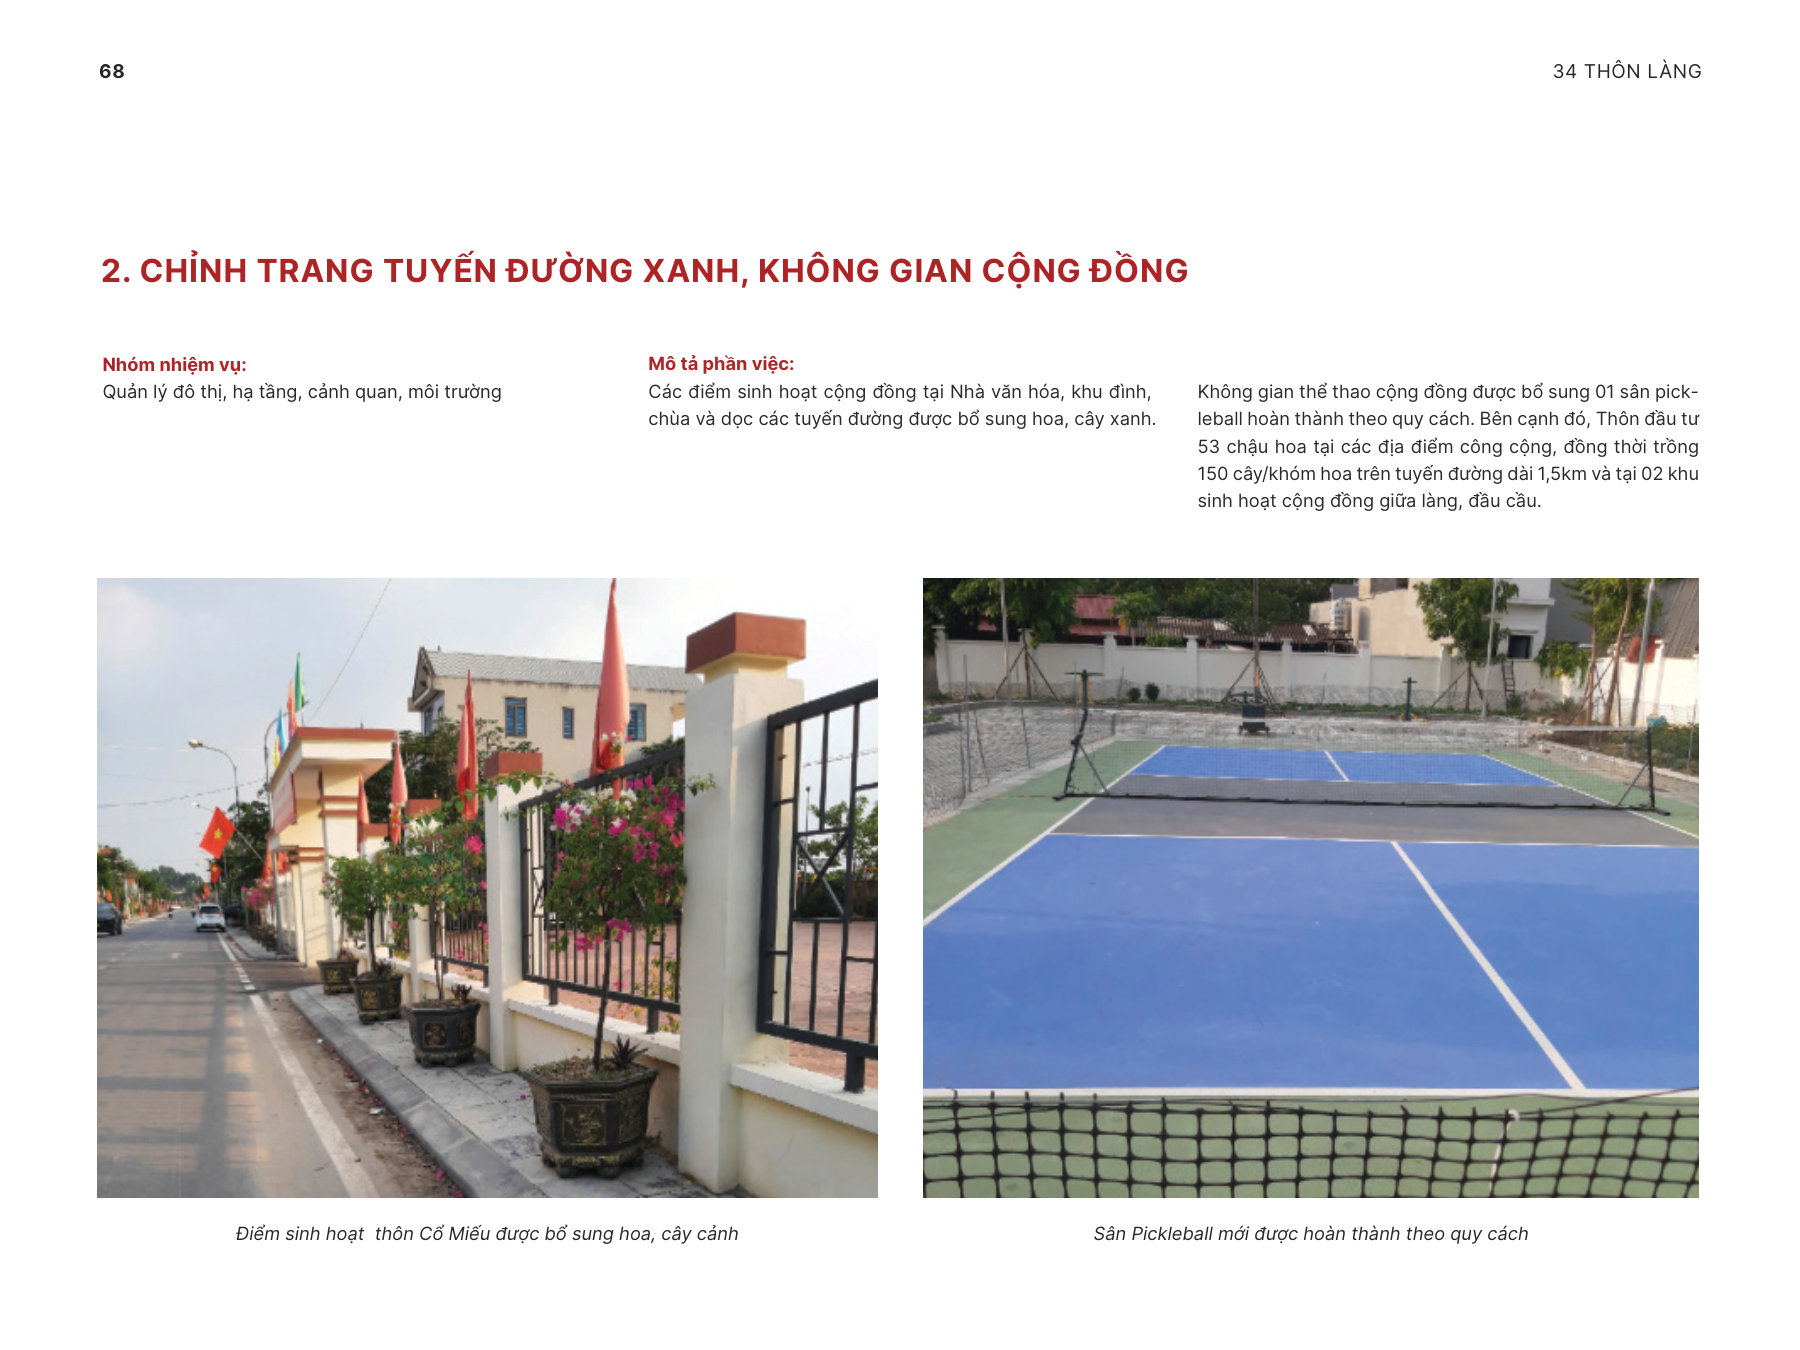 68
34 THÔN LÀNG
2. CHỈNH TRANG TUYẾN ĐƯỜNG XANH, KHÔNG GIAN CỘNG ĐỒNG
Nhóm nhiệm vụ:
Quản lý đô thị, hạ tầng, cảnh quan, môi trường
Mô tả phần việc:
Các điểm sinh hoạt cộng đồng tại Nhà văn hóa, khu đình,
chùa và dọc các tuyến đường được bổ sung hoa, cây xanh.
Không gian thể thao cộng đồng được bổ sung 01 sân pick-
leball hoàn thành theo quy cách. Bên cạnh đó, Thôn đầu tư
53 chậu hoa tại các địa điểm công cộng, đồng thời trồng
150 cây/khóm hoa trên tuyến đường dài 1,5km và tại 02 khu
sinh hoạt cộng đồng giữa làng, đầu cầu.
Điểm sinh hoạt  thôn Cổ Miếu được bổ sung hoa, cây cảnh
Sân Pickleball mới được hoàn thành theo quy cách